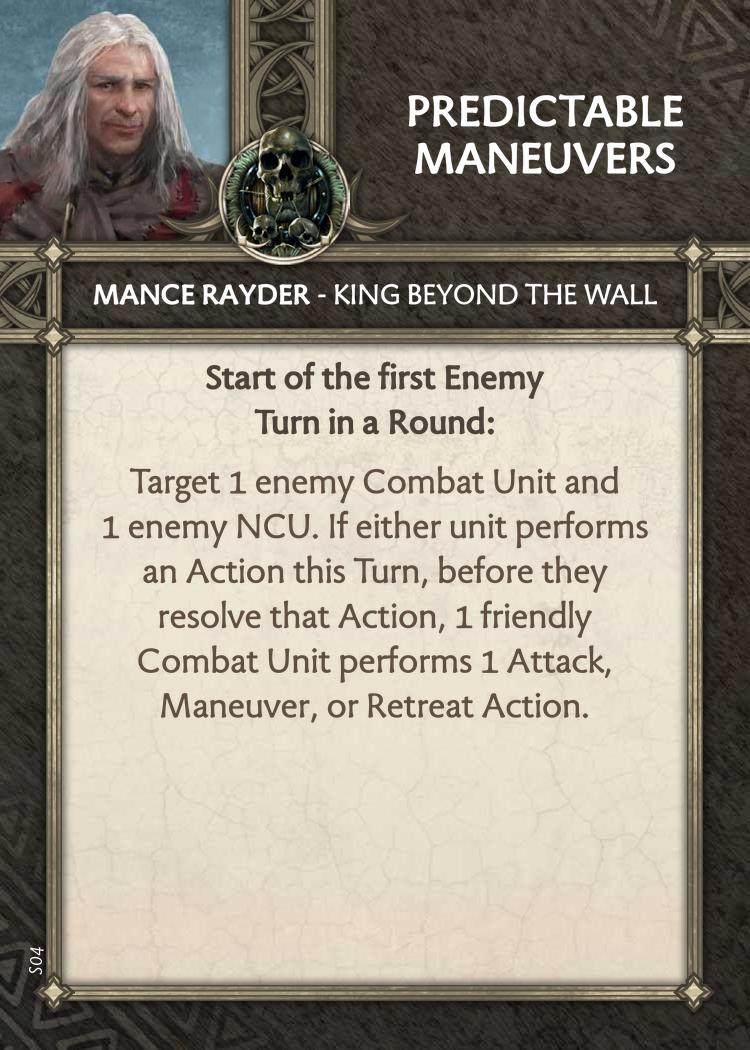 PREDICTABLE
MANEUVERS
MANCE RAYDER - KING BEYOND THE WALL
Start of the first Enemy
Turn in a Round:
Target 1 enemy Combat Unit and
1 enemy NCU. If either unit performs
an Action this Turn, before they
resolve that Action, 1 friendly
Combat Unit performs 1 Attack,
Maneuver, or Retreat Action.
S04